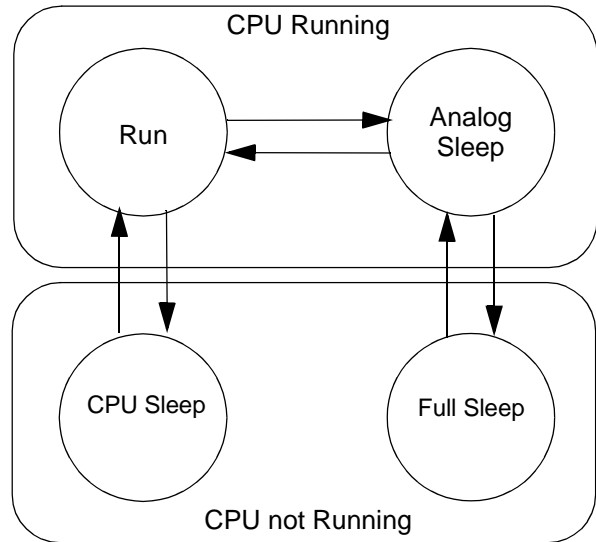 CPU Running
Run
Analog
Sleep
CPU Sleep
Full Sleep
CPU not Running